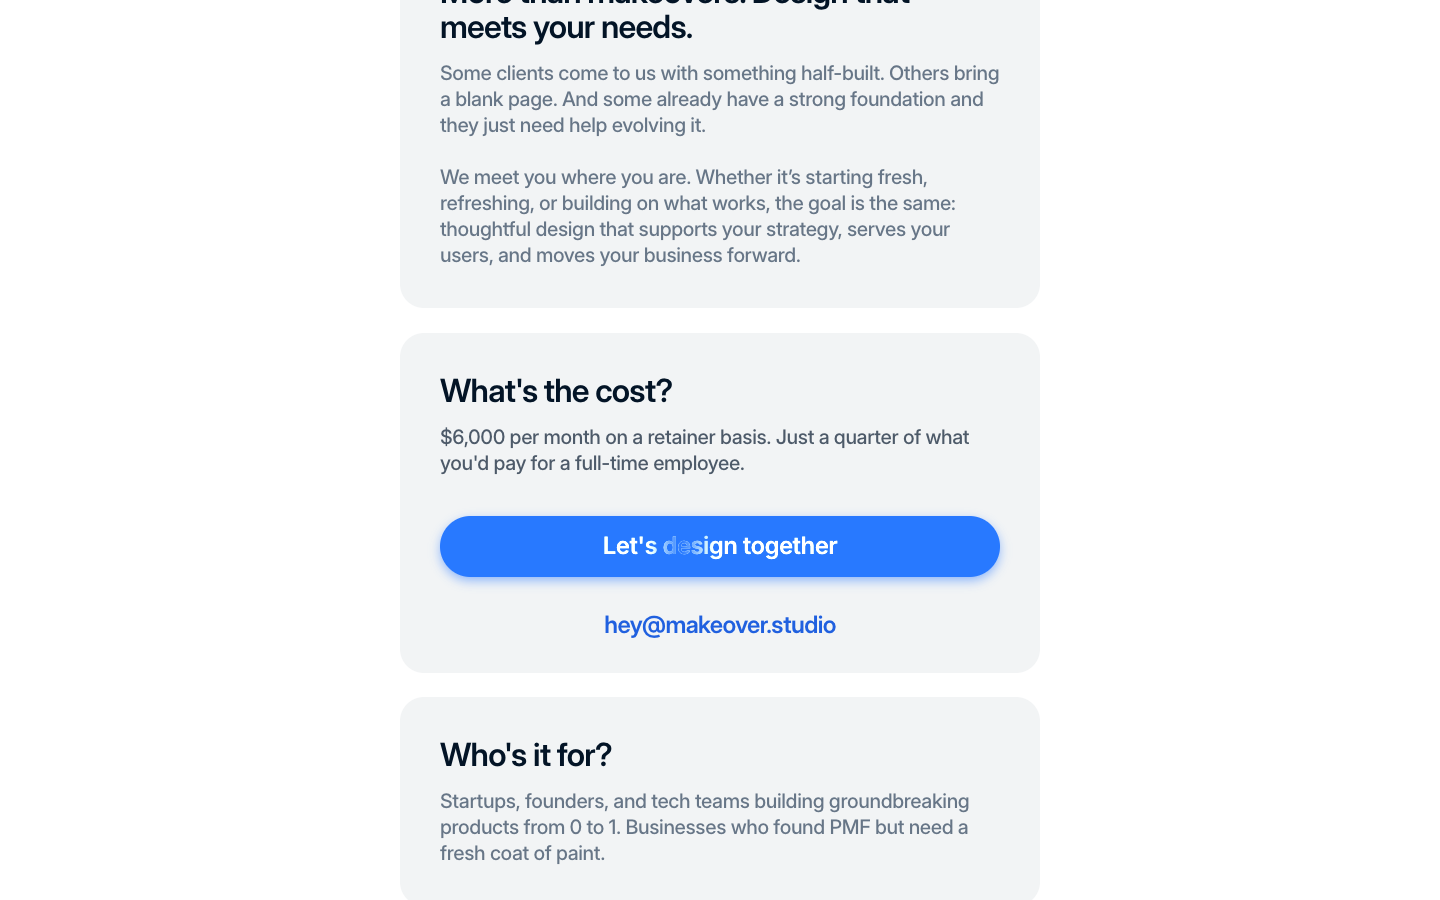 More than makeovers. Design that
meets your needs.
Some clients come to us with something half-built. Others bring
a blank page. And some already have a strong foundation and
they just need help evolving it.
We meet you where you are. Whether it’s starting fresh,
refreshing, or building on what works, the goal is the same:
thoughtful design that supports your strategy, serves your
users, and moves your business forward.
What's the cost?
$6,000 per month on a retainer basis. Just a quarter of what
you'd pay for a full-time employee.
Let's design together
hey@makeover.studio
Who's it for?
Startups, founders, and tech teams building groundbreaking
products from 0 to 1. Businesses who found PMF but need a
fresh coat of paint.